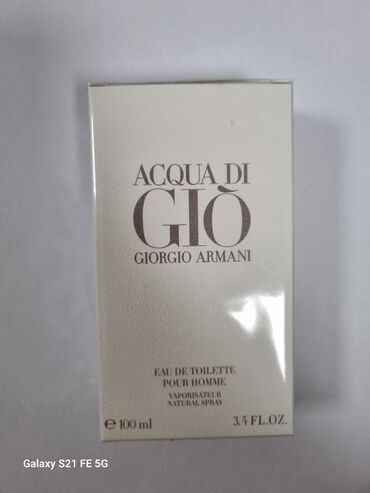 ACQUA DI
GIÒ
GIORGIO ARMANI
EAU DE TOILETTE
POUR HOMME
VAPORISATEUR
NATURAL SPRAY
℮ 100 ml 3.4 FL.OZ.
Galaxy S21 FE 5G